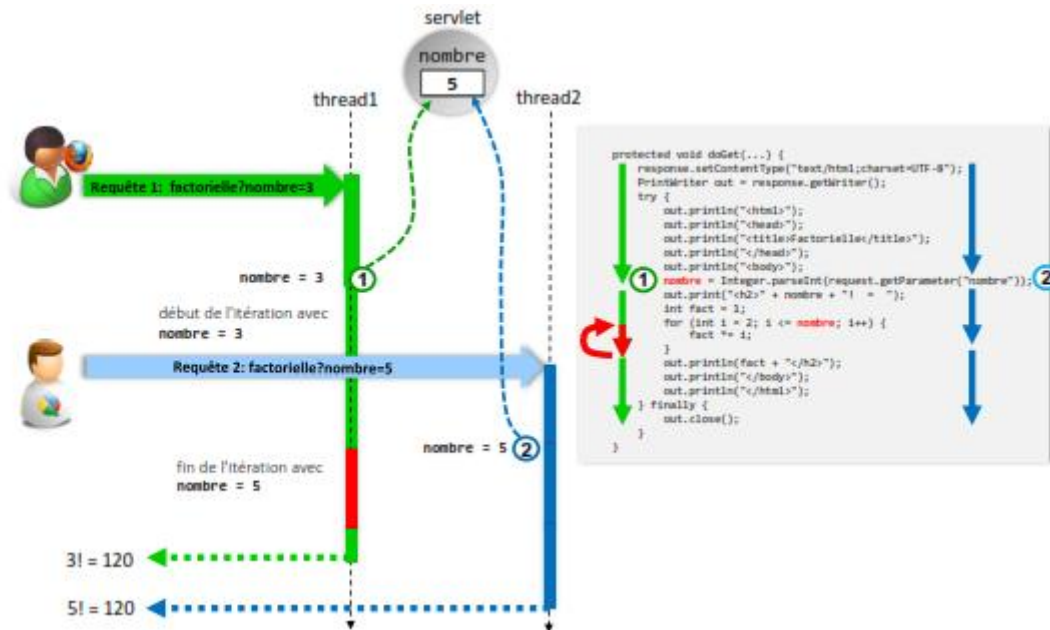 servlet
nombre
5
thread1
thread2
Requête 1: factorielle?nombre=3
nombre = 3
1
début de l'itération avec
nombre = 3
Requête 2: factorielle?nombre=5
nombre = 5
2
fin de l'itération avec
nombre = 5
3! = 120
5! = 120
protected void doGet(...) {
response.setContentType("text/html;charset=UTF-8");
PrintWriter out = response.getWriter();
try {
out.println("<html>");
out.println("<head>");
out.println("<title>Factorielle</title>");
out.println("</head>");
out.println("<body>");
1 nombre = Integer.parseInt(request.getParameter("nombre")); 2
out.print("<h2>" + nombre + "! = ");
int fact = 1;
for (int i = 2; i <= nombre; i++) {
fact *= i;
}
out.println(fact + "</h2>");
out.println("</body>");
out.println("</html>");
} finally {
out.close();
}
}